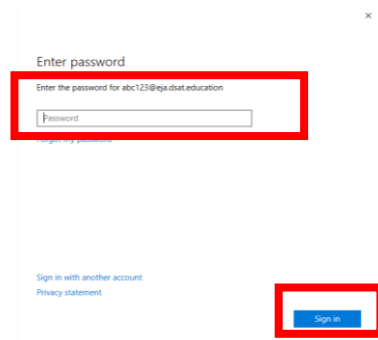 Enter password
Enter the password for abc123@eja.dsat.education
Password
Forgot my password
Sign in with another account
Privacy statement
Sign in